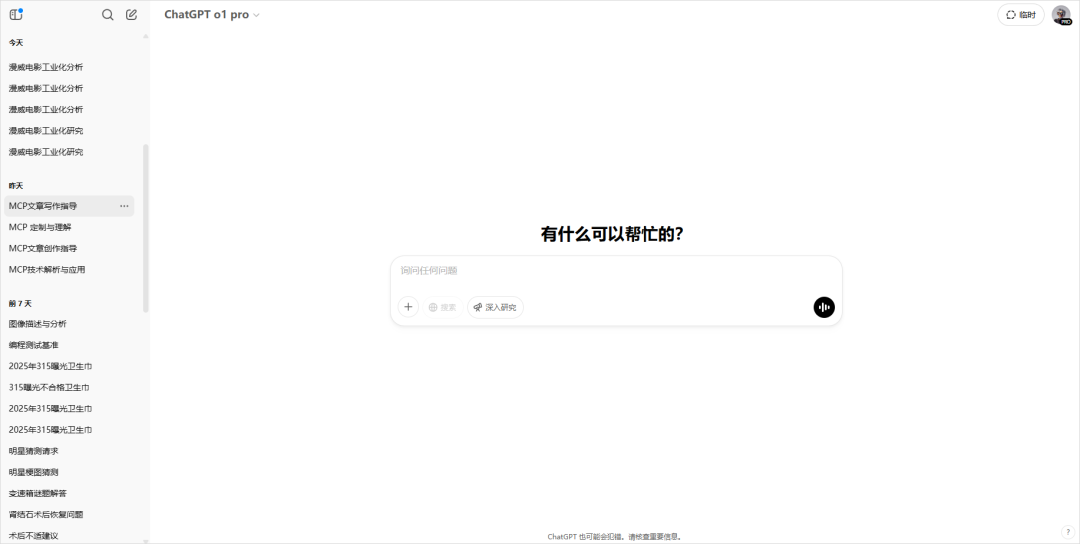 ChatGPT o1 pro
临时
PRO
今天
漫威电影工业化分析
漫威电影工业化分析
漫威电影工业化分析
漫威电影工业化研究
漫威电影工业化研究
昨天
MCP文章写作指导
MCP 定制与理解
MCP文章创作指导
MCP技术解析与应用
前 7 天
图像描述与分析
编程测试基准
2025年315曝光卫生巾
315曝光不合格卫生巾
2025年315曝光卫生巾
2025年315曝光卫生巾
明星猜测请求
明星梗图猜测
变速箱谜题解答
肾结石术后恢复问题
术后不适建议
有什么可以帮忙的？
询问任何问题
搜索
深入研究
ChatGPT 也可能会犯错。请核查重要信息。
?